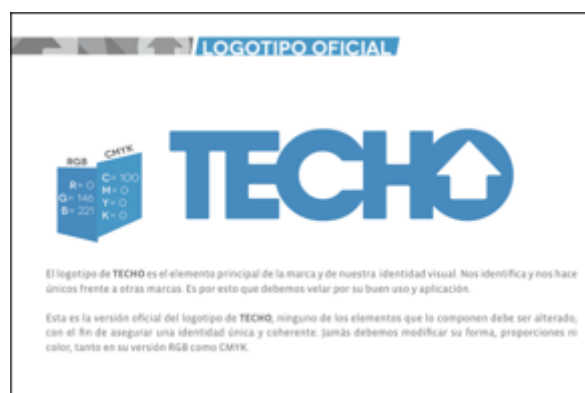 LOGOTIPO OFICIAL
RGB
R= 0
G= 146
B= 221
CMYK
C= 100
M= 0
Y= 0
K= 0
TECHO
El logotipo de TECHO es el elemento principal de la marca y de nuestra identidad visual. Nos identifica y nos hace
únicos frente a otras marcas. Es por esto que debemos velar por su buen uso y aplicación.
Esta es la versión oficial del logotipo de TECHO, ninguno de los elementos que lo componen debe ser alterado,
con el fin de asegurar una identidad única y coherente. Jamás debemos modificar su forma, proporciones ni
color, tanto en su versión RGB como CMYK.